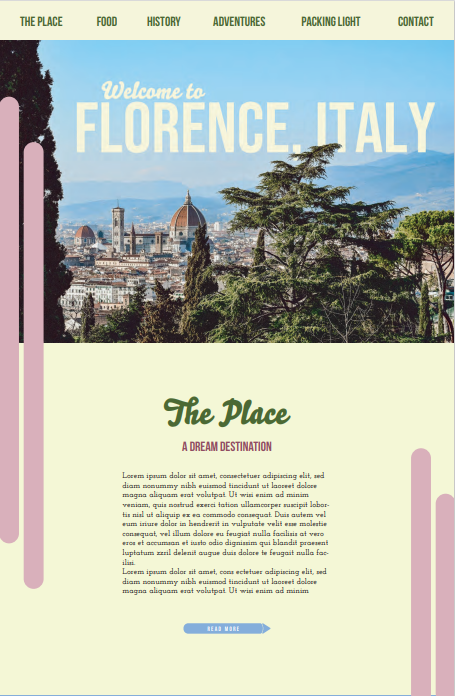 THE PLACE FOOD HISTORY ADVENTURES PACKING LIGHT CONTACT
Welcome to
FLORENCE, ITALY
The Place
A DREAM DESTINATION
Lorem ipsum dolor sit amet, consectetuer adipiscing elit, sed
diam nonummy nibh euismod tincidunt ut laoreet dolore
magna aliquam erat volutpat. Ut wisi enim ad minim
veniam, quis nostrud exerci tation ullamcorper suscipit lobor-
tis nisl ut aliquip ex ea commodo consequat. Duis autem vel
eum iriure dolor in hendrerit in vulputate velit esse molestie
consequat, vel illum dolore eu feugiat nulla facilisis at vero
eros et accumsan et iusto odio dignissim qui blandit praesent
luptatum zzril delenit augue duis dolore te feugait nulla fac-
ilisi.
Lorem ipsum dolor sit amet, cons ectetuer adipiscing elit, sed
diam nonummy nibh euismod tincidunt ut laoreet dolore
magna aliquam erat volutpat. Ut wisi enim ad minim
READ MORE